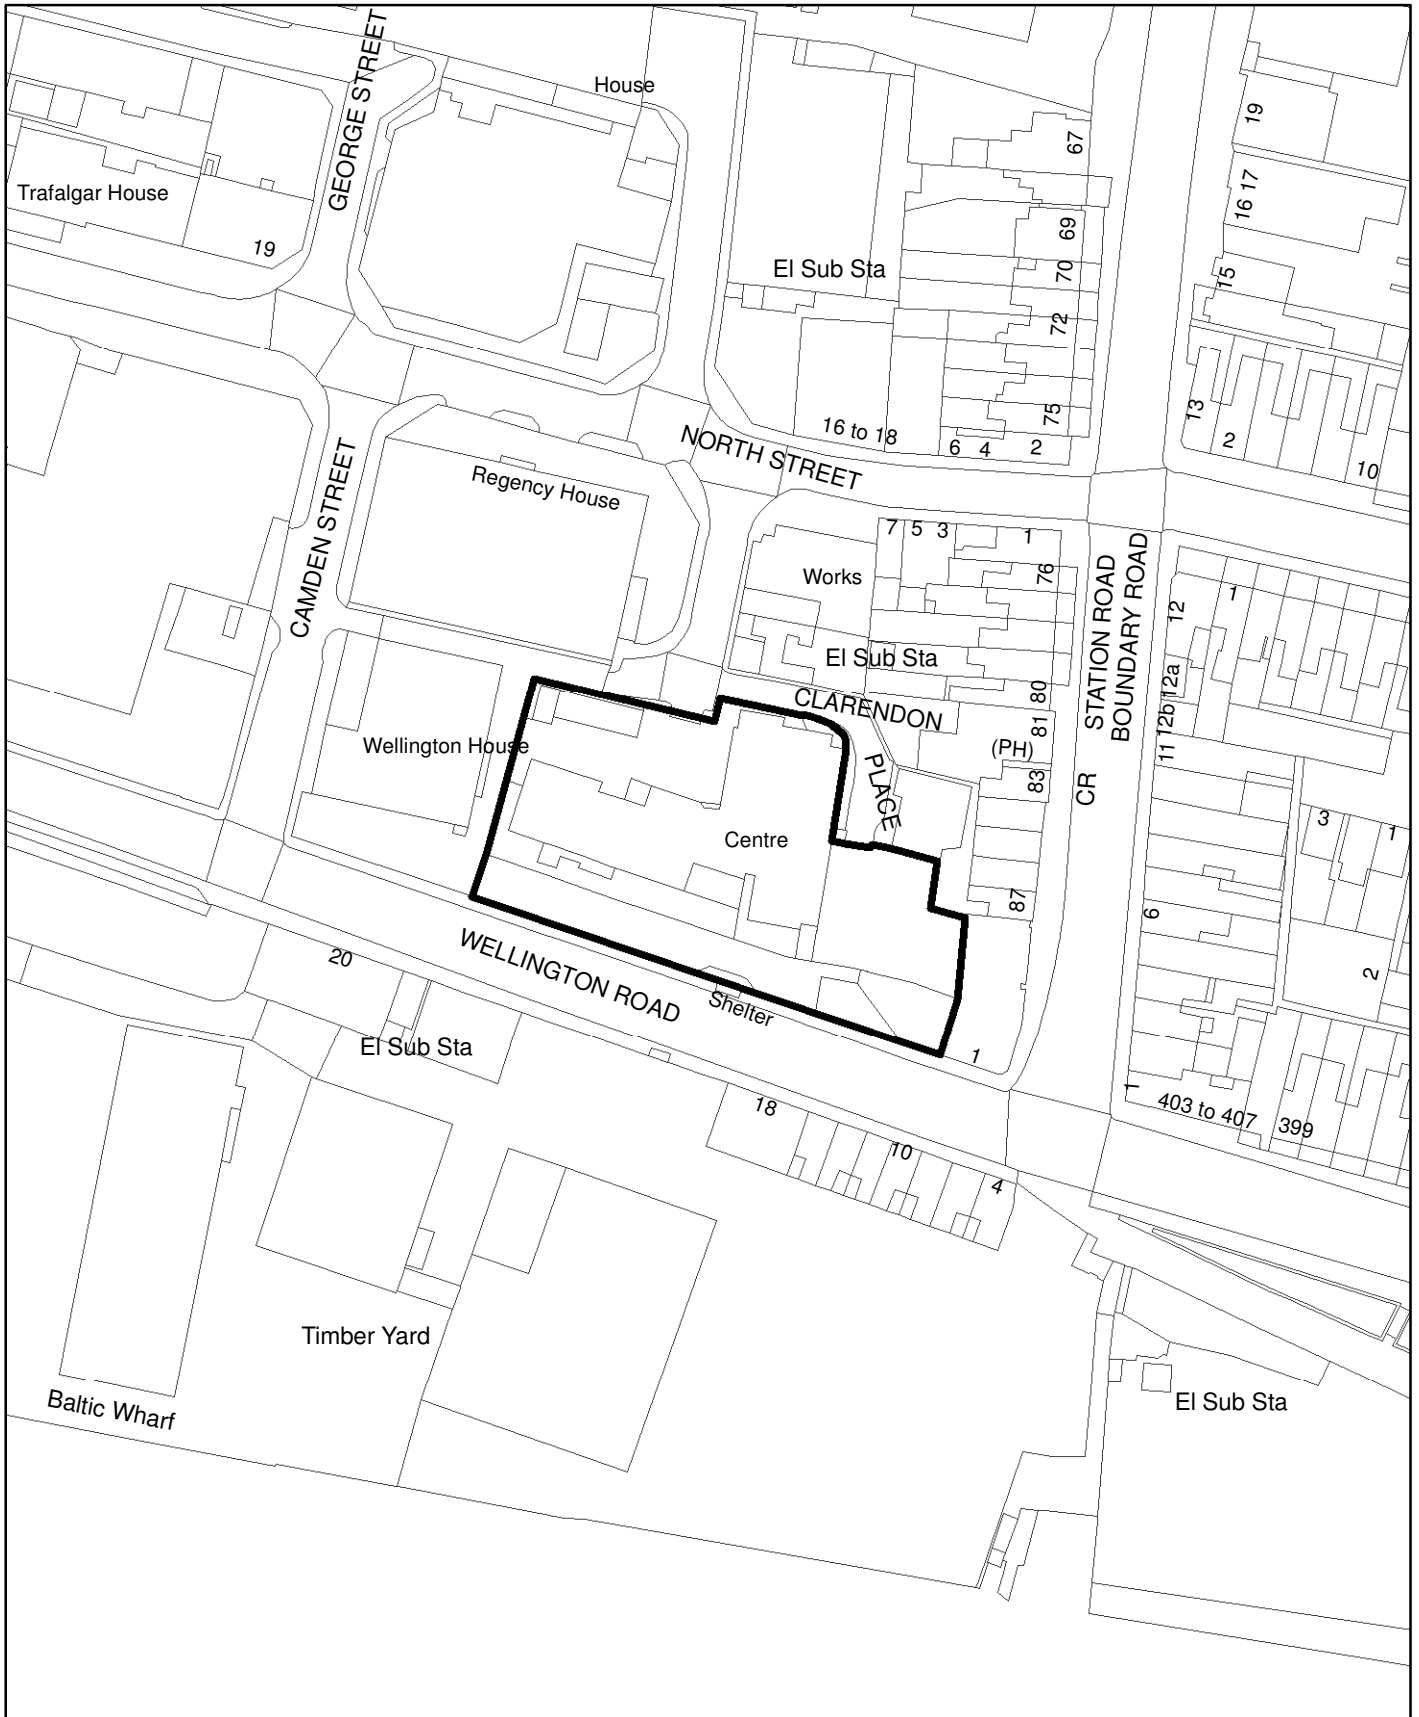 GEORGE STREET
House
67
19
Trafalgar House
16 17
19
69
El Sub Sta
70
15
72
75
13
16 to 18
6
4
2
2
NORTH STREET
10
Regency House
CAMDEN STREET
7
5
3
1
76
Works
STATION ROAD
BOUNDARY ROAD
12
1
El Sub Sta
80
12a
CLARENDON
81
12b
11
Wellington House
(PH)
PLACE
83
CR
3
1
Centre
87
6
20
WELLINGTON ROAD
2
Shelter
El Sub Sta
1
1
18
403 to 407
399
10
4
Timber Yard
Baltic Wharf
El Sub Sta